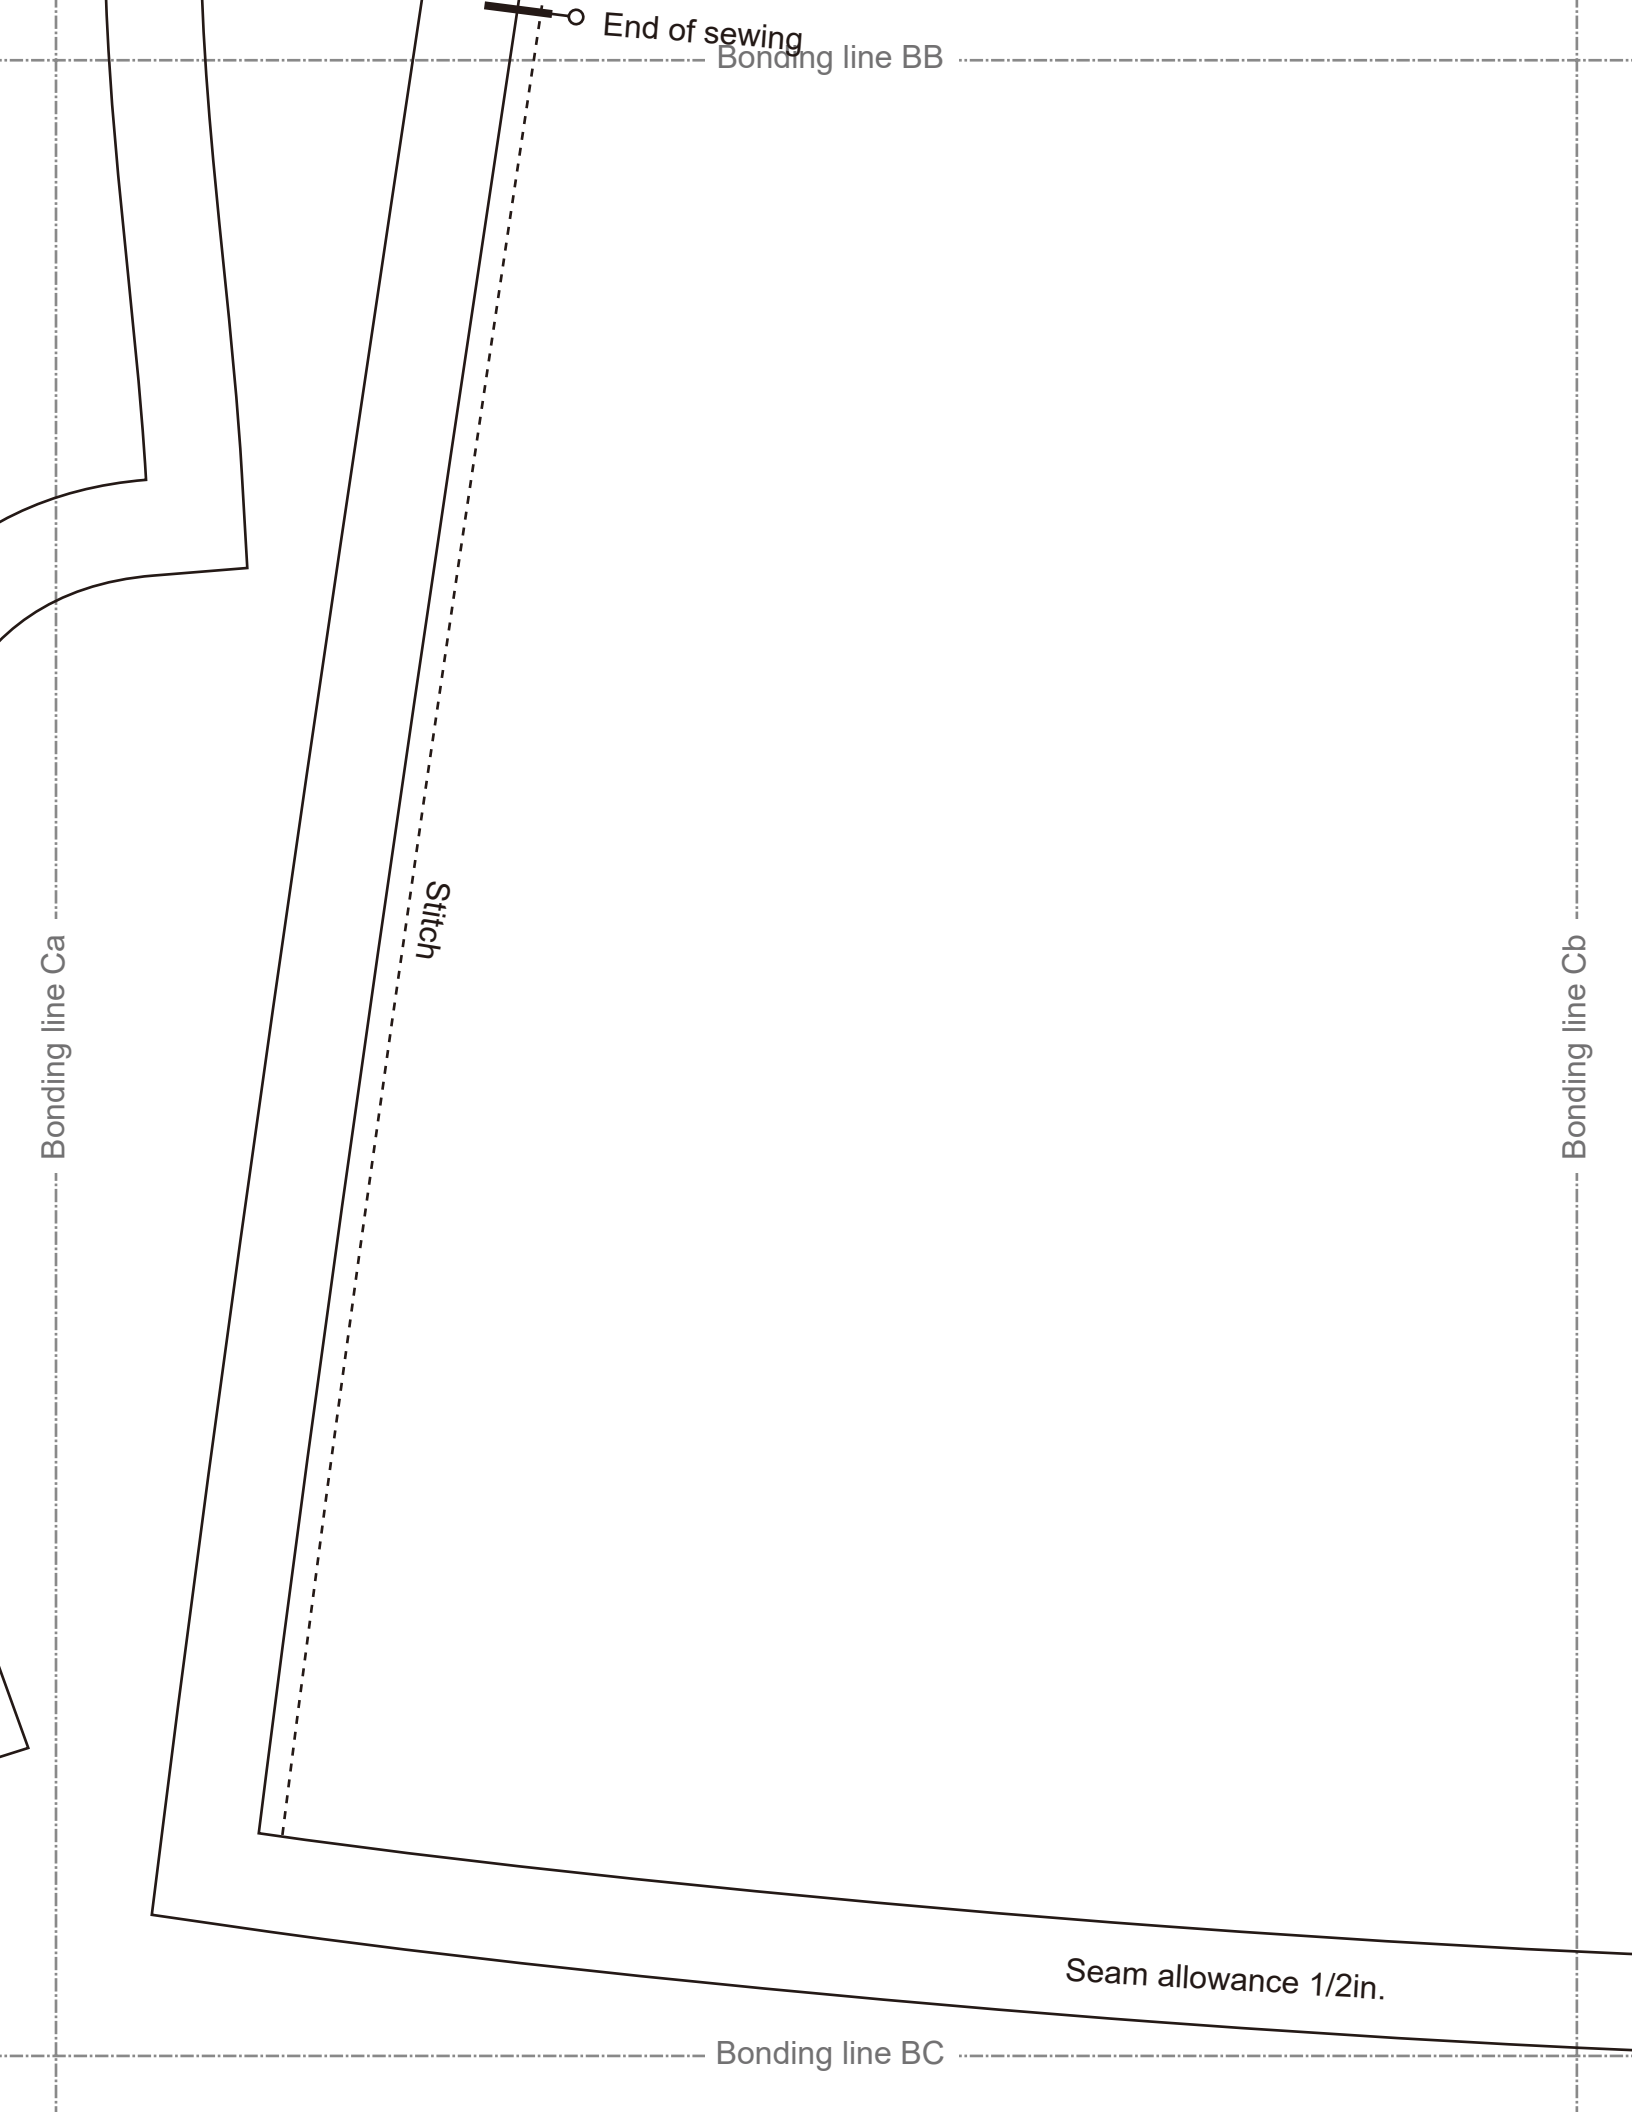 End of sewing
Bonding line BB
Stitch
Bonding line Ca
Bonding line Cb
Seam allowance 1/2in.
Bonding line BC